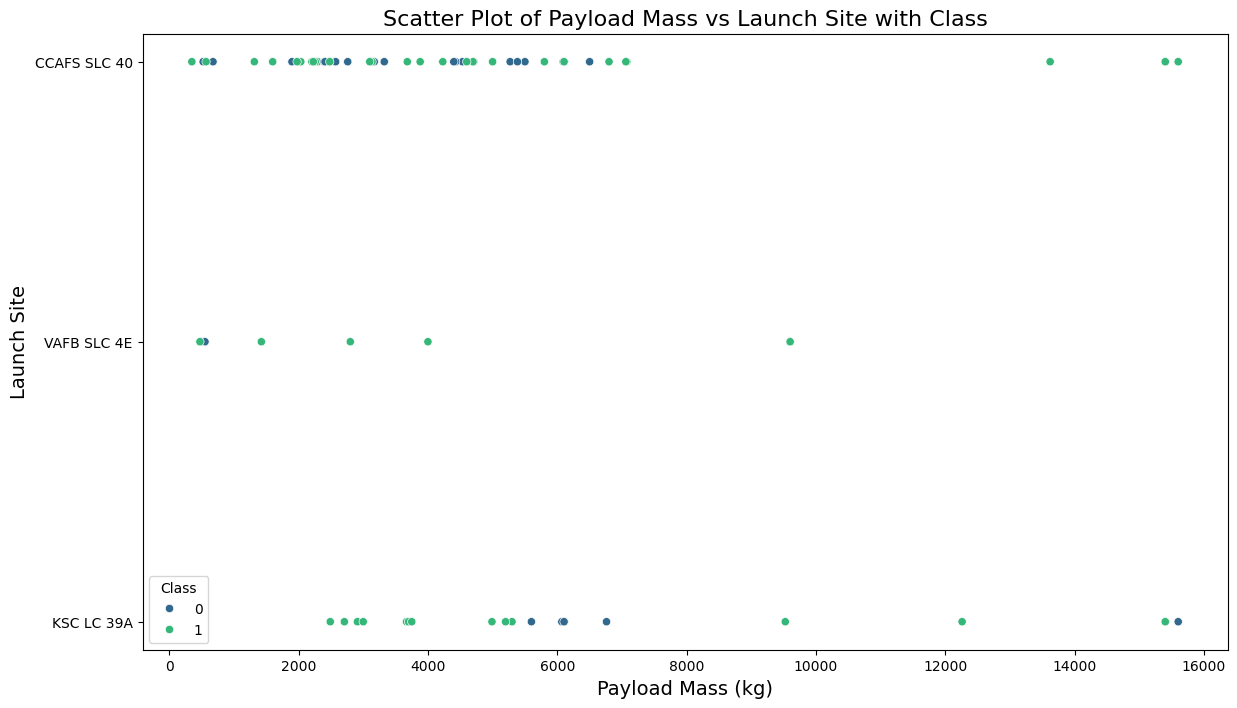 Scatter Plot of Payload Mass vs Launch Site with Class
Launch Site
CCAFS SLC 40
VAFB SLC 4E
KSC LC 39A
Class
0
1
0
2000
4000
6000
8000
10000
12000
14000
16000
Payload Mass (kg)